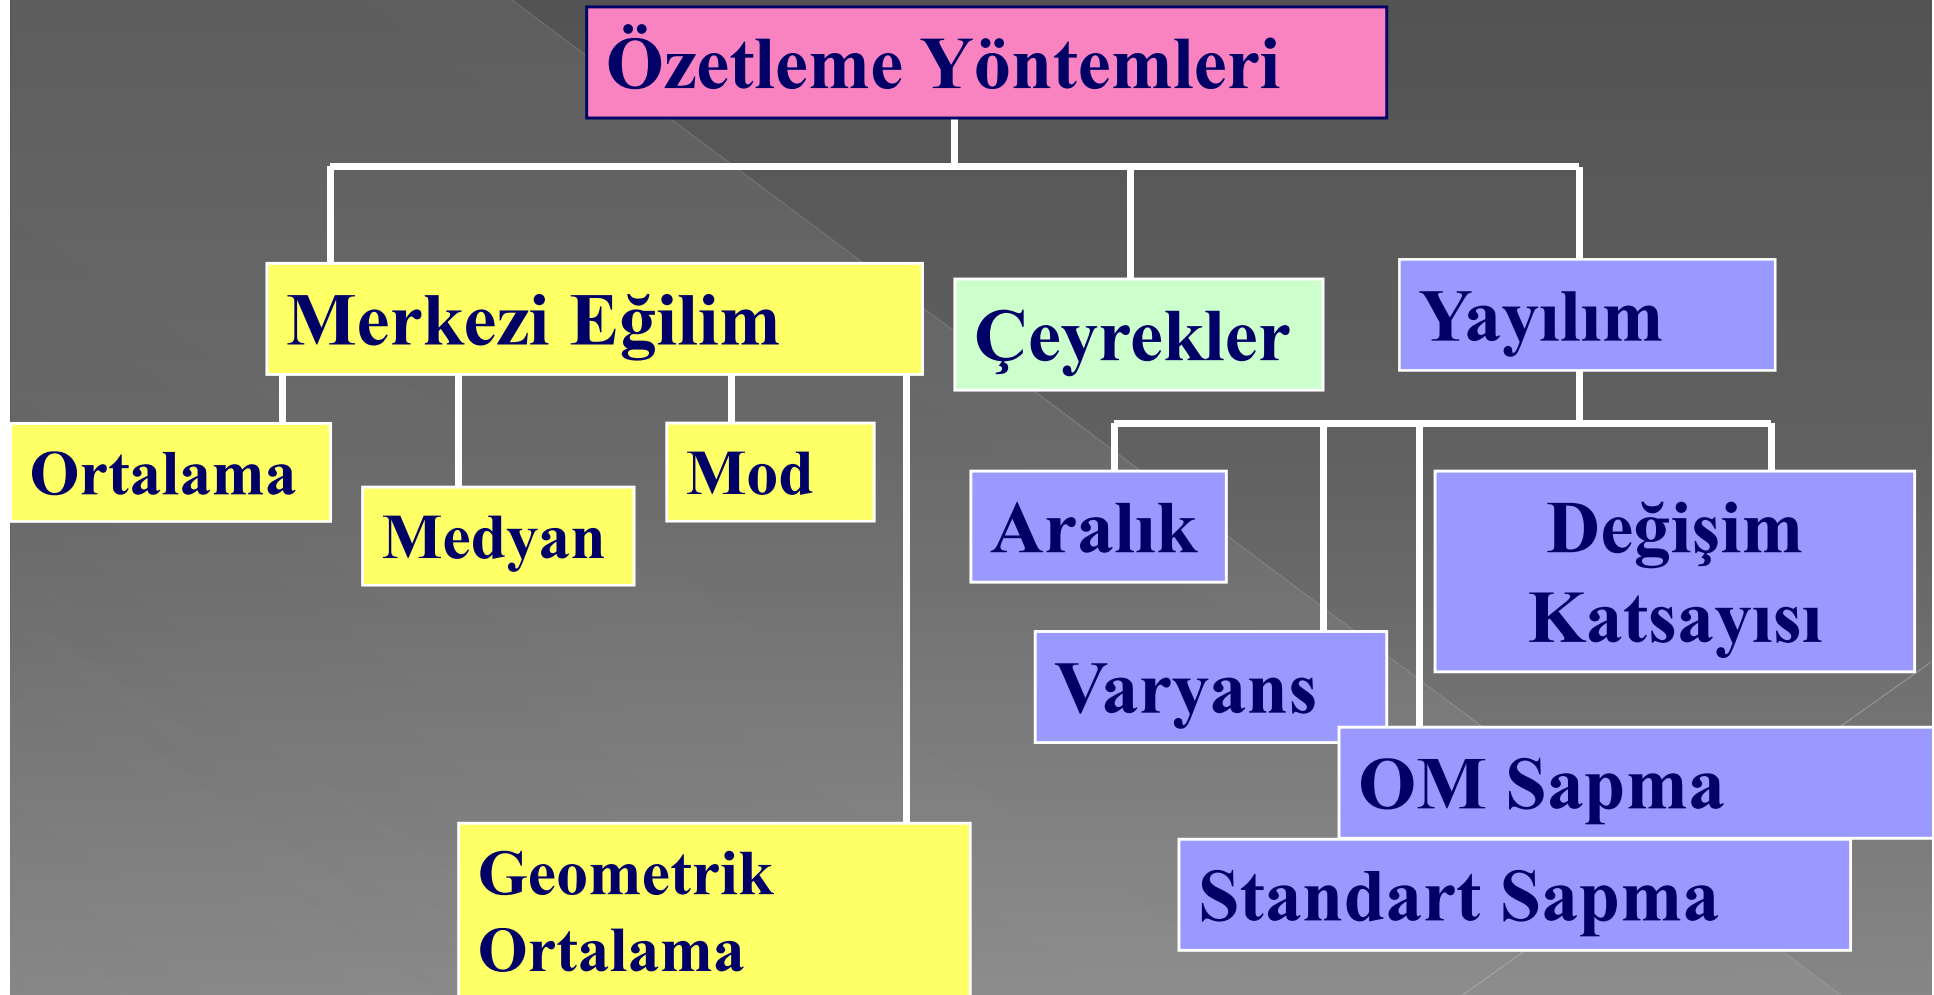 Özetleme Yöntemleri
Merkezi Eğilim
Çeyrekler
Yayılım
Ortalama
Medyan
Mod
Geometrik
Ortalama
Aralık
Varyans
Değişim
Katsayısı
OM Sapma
Standart Sapma